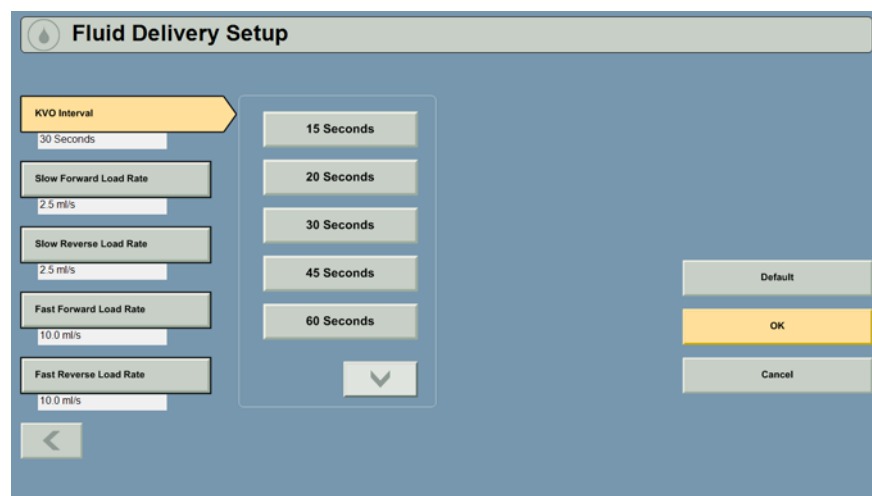 Fluid Delivery Setup
KVO Interval
30 Seconds
Slow Forward Load Rate
2.5 ml/s
Slow Reverse Load Rate
2.5 ml/s
Fast Forward Load Rate
10.0 ml/s
Fast Reverse Load Rate
10.0 ml/s
15 Seconds
20 Seconds
30 Seconds
45 Seconds
60 Seconds
Default
OK
Cancel